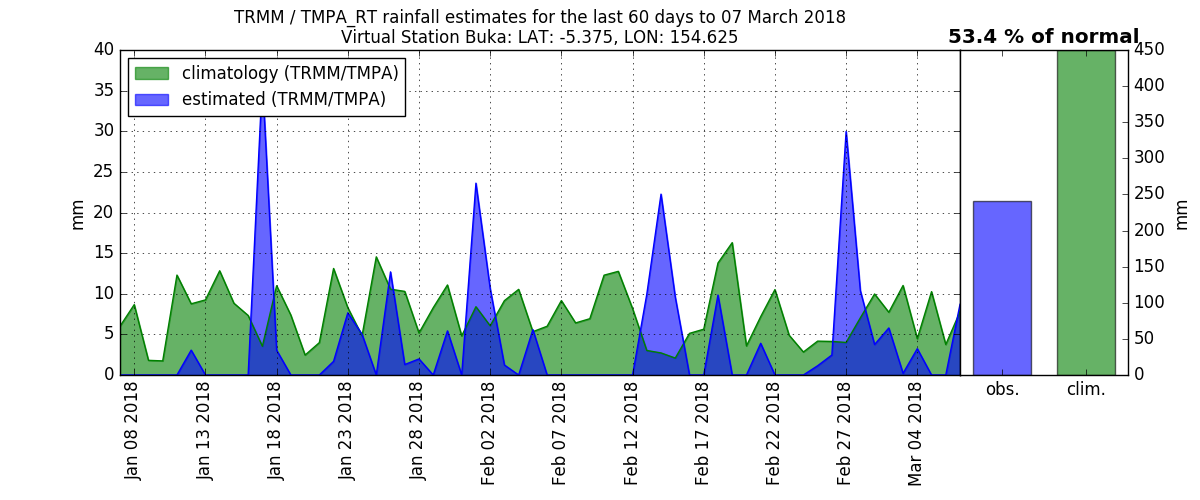 TRMM / TMPA_RT rainfall estimates for the last 60 days to 07 March 2018
Virtual Station Buka: LAT: -5.375, LON: 154.625
53.4 % of normal
climatology (TRMM/TMPA)
estimated (TRMM/TMPA)
mm
40
35
30
25
20
15
10
5
0
Jan 08 2018
Jan 13 2018
Jan 18 2018
Jan 23 2018
Jan 28 2018
Feb 02 2018
Feb 07 2018
Feb 12 2018
Feb 17 2018
Feb 22 2018
Feb 27 2018
Mar 04 2018
obs.
clim.
450
400
350
300
250
200
150
100
50
0
mm